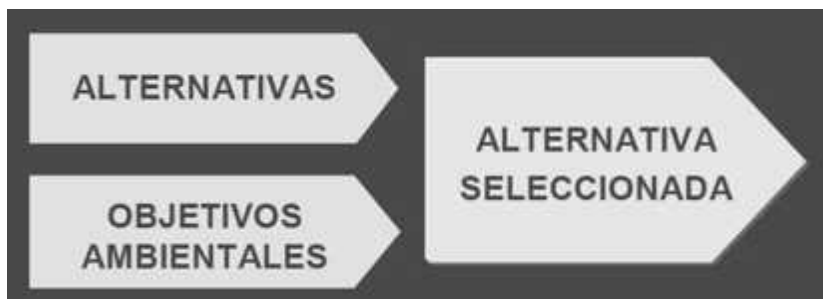 ALTERNATIVAS
OBJETIVOS
AMBIENTALES
ALTERNATIVA
SELECCIONADA